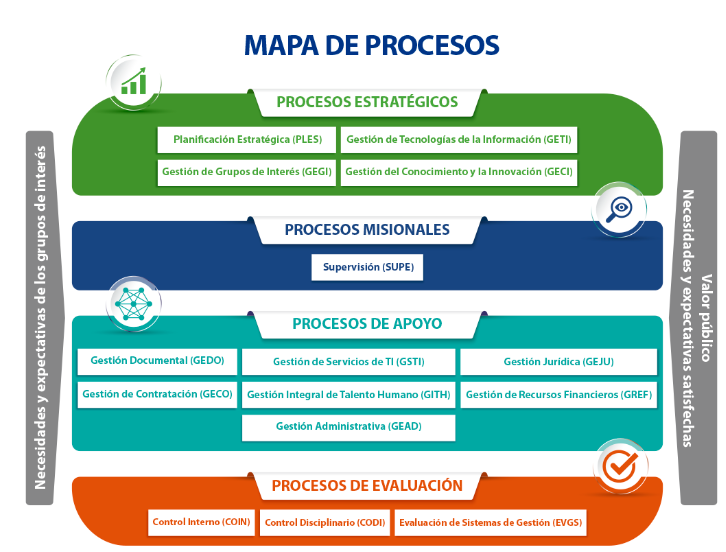 MAPA DE PROCESOS
Necesidades y expectativas de los grupos de interés
PROCESOS ESTRATÉGICOS
Planificación Estratégica (PLES)
Gestión de Tecnologías de la Información (GETI)
Gestión de Grupos de Interés (GEGI)
Gestión del Conocimiento y la Innovación (GECI)
PROCESOS MISIONALES
Supervisión (SUPE)
PROCESOS DE APOYO
Gestión Documental (GEDO)
Gestión de Servicios de TI (GSTI)
Gestión Jurídica (GEJU)
Gestión de Contratación (GECO)
Gestión Integral de Talento Humano (GITH)
Gestión de Recursos Financieros (GREF)
Gestión Administrativa (GEAD)
PROCESOS DE EVALUACIÓN
Control Interno (COIN)
Control Disciplinario (CODI)
Evaluación de Sistemas de Gestión (EVGS)
Valor público
Necesidades y expectativas satisfechas